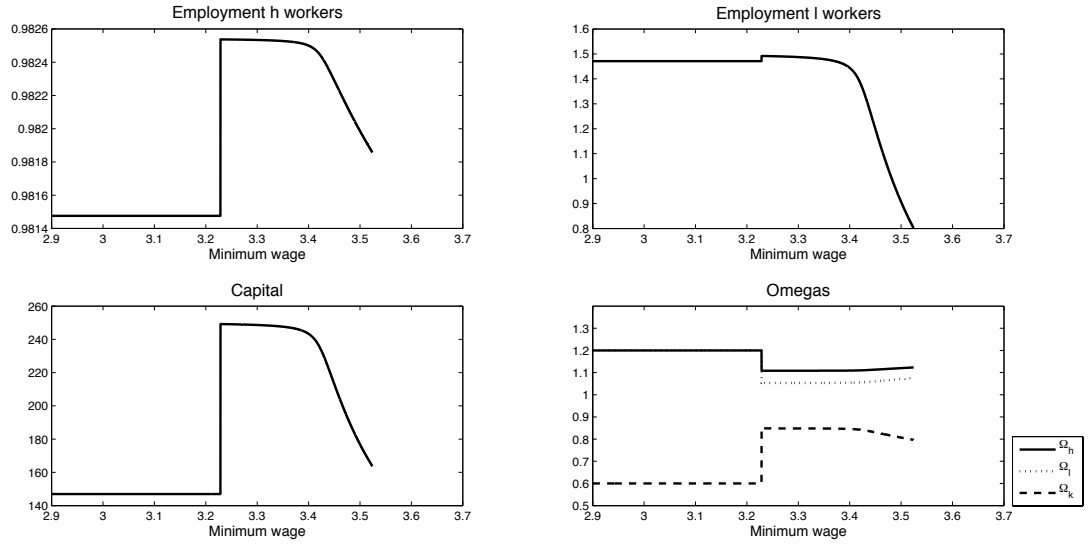 Employment h workers
0.9826
0.9824
0.9822
0.982
0.9818
0.9816
0.9814
2.9 3 3.1 3.2 3.3 3.4 3.5 3.6 3.7
Minimum wage
Employment l workers
1.6
1.5
1.4
1.3
1.2
1.1
1
0.9
0.8
2.9 3 3.1 3.2 3.3 3.4 3.5 3.6 3.7
Minimum wage
Capital
260
240
220
200
180
160
140
2.9 3 3.1 3.2 3.3 3.4 3.5 3.6 3.7
Minimum wage
Omegas
1.3
1.2
1.1
1
0.9
0.8
0.7
0.6
0.5
2.9 3 3.1 3.2 3.3 3.4 3.5 3.6 3.7
Minimum wage
Ω_h
Ω_l
Ω_k